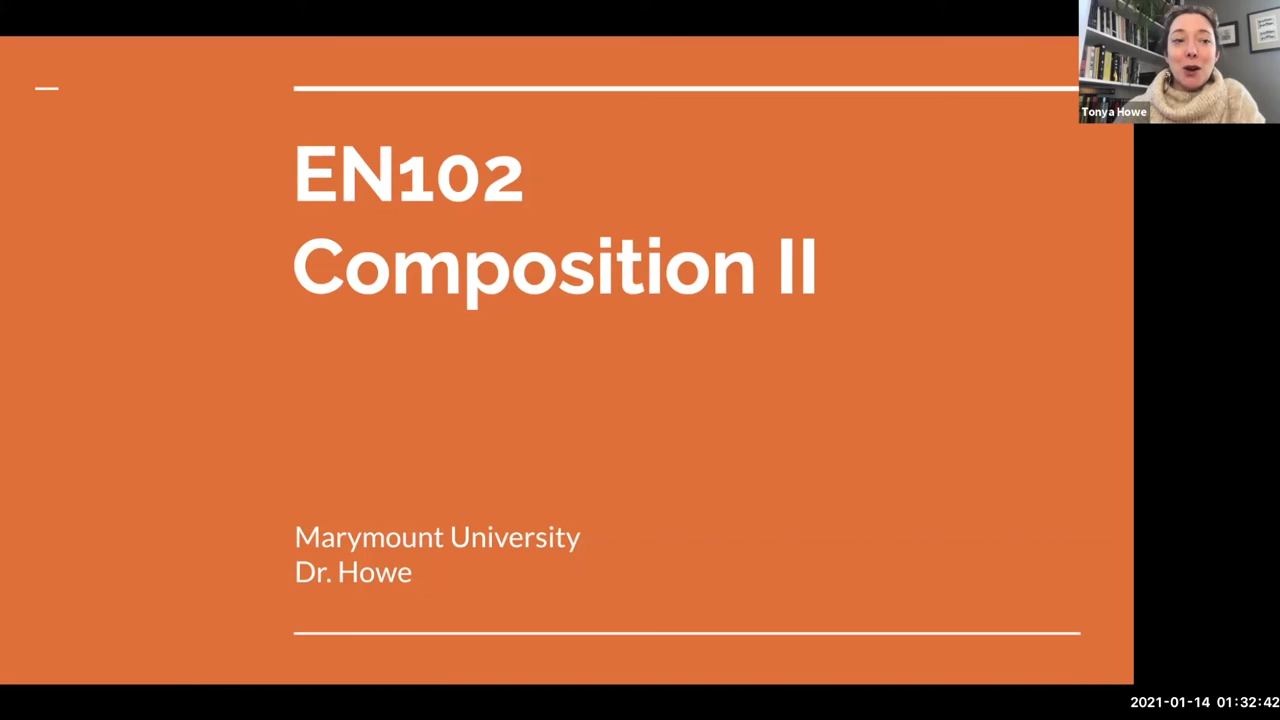 Tonya Howe
EN102
Composition II
Marymount University
Dr. Howe
2021-01-14 01:32:42